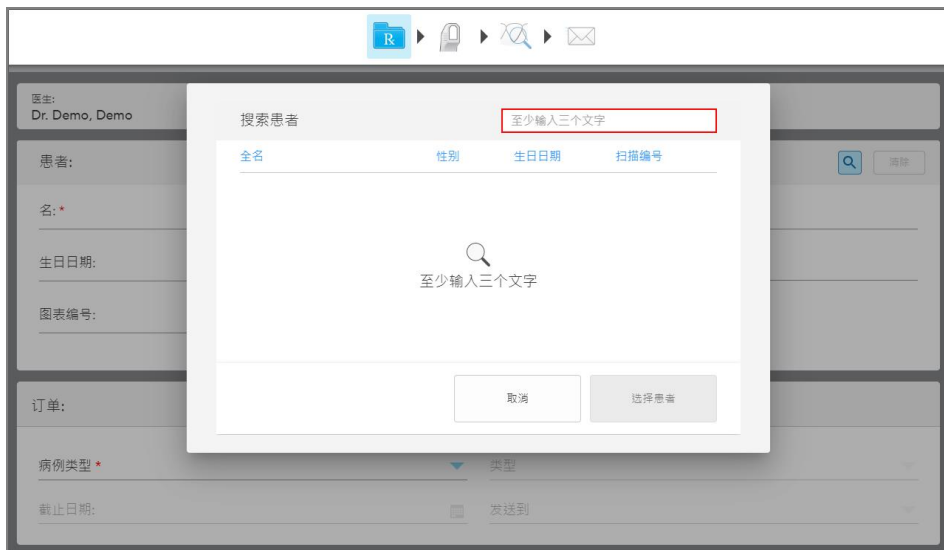 R
医生:
Dr. Demo, Demo
搜索患者
至少输入三个文字
全名 性别 生日日期 扫描编号
患者:
清除
名:*
生日日期:
至少输入三个文字
图表编号:
取消 选择患者
订单:
病例类型* 类型
截止日期: 发送到